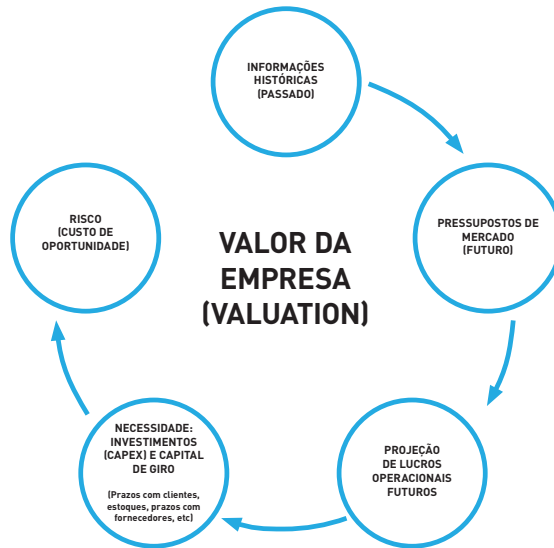 INFORMAÇÕES
HISTÓRICAS
(PASSADO)
PRESSUPOSTOS DE
MERCADO
(FUTURO)
PROJEÇÃO
DE LUCROS
OPERACIONAIS
FUTUROS
NECESSIDADE:
INVESTIMENTOS
(CAPEX) E CAPITAL
DE GIRO
(Prazos com clientes,
estoques, prazos com
fornecedores, etc)
RISCO
(CUSTO DE
OPORTUNIDADE)
VALOR DA
EMPRESA
(VALUATION)